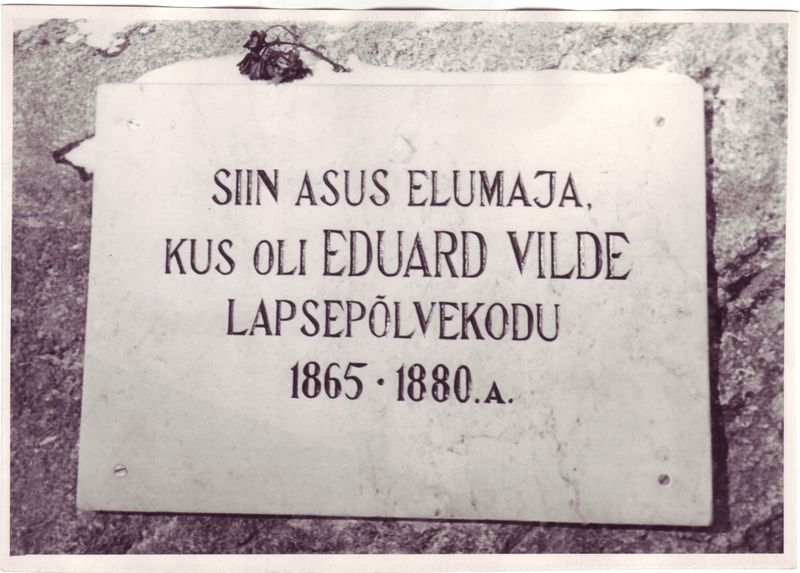 SIIN ASUS ELUMAJA,
KUS OLI EDUARD VILDE
LAPSEPÕLVEKODU
1865 · 1880.A.